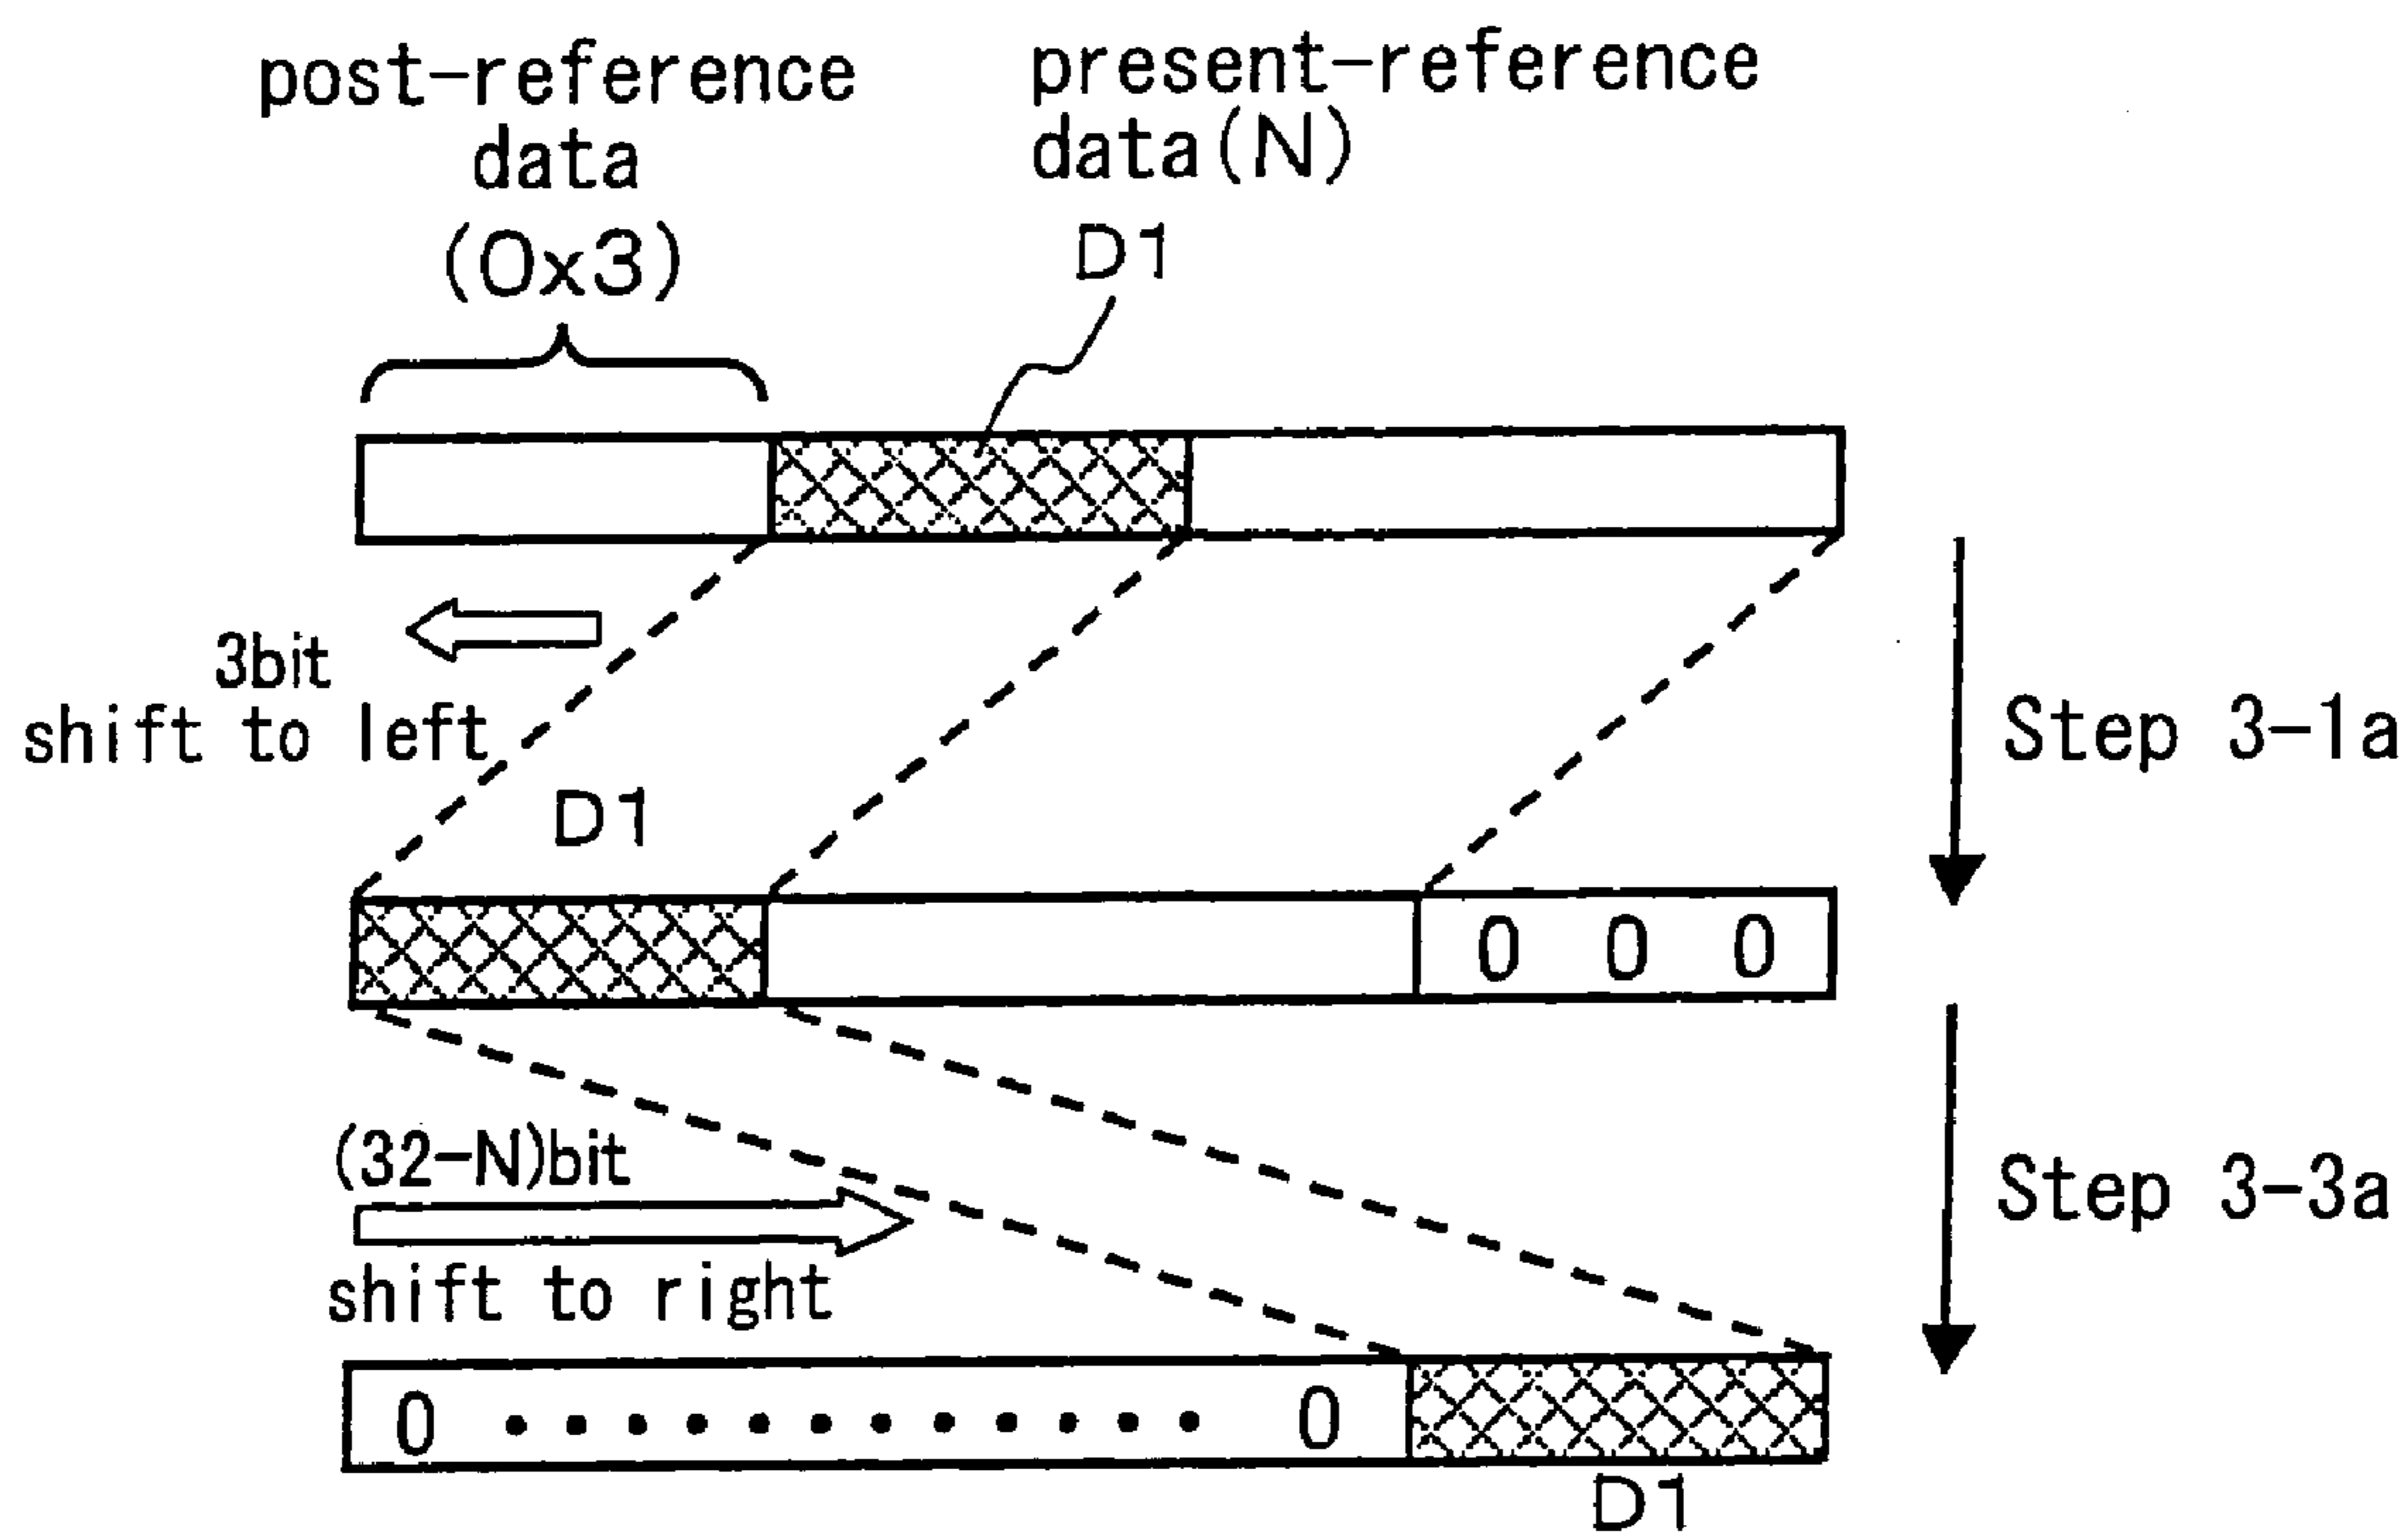 post-reference
data
(0x3)
present-reference
data(N)
D1
3bit
shift to left
Step 3-1a
D1
0 0 0
(32-N)bit
shift to right
Step 3-3a
0 • • • • • • • • • • • • 0
D1